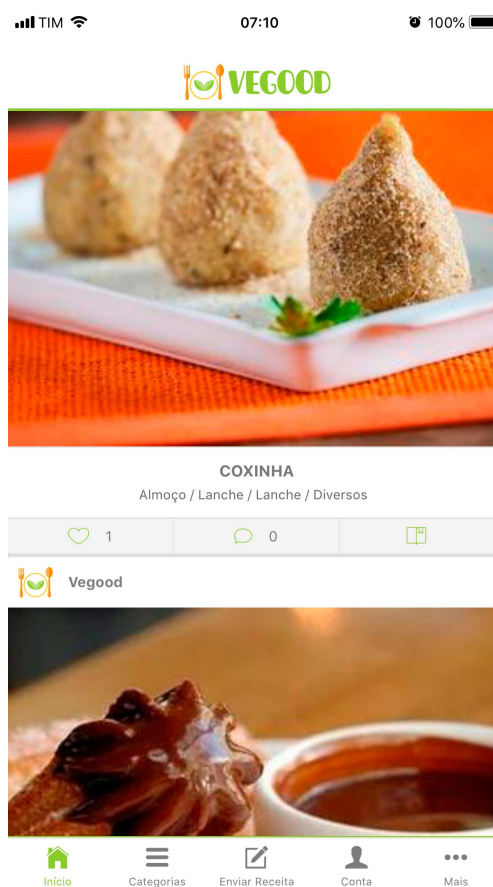 TIM 07:10 100%
VEGOOD
COXINHA
Almoço / Lanche / Lanche / Diversos
1 0
Vegood
Início Categorias Enviar Receita Conta Mais